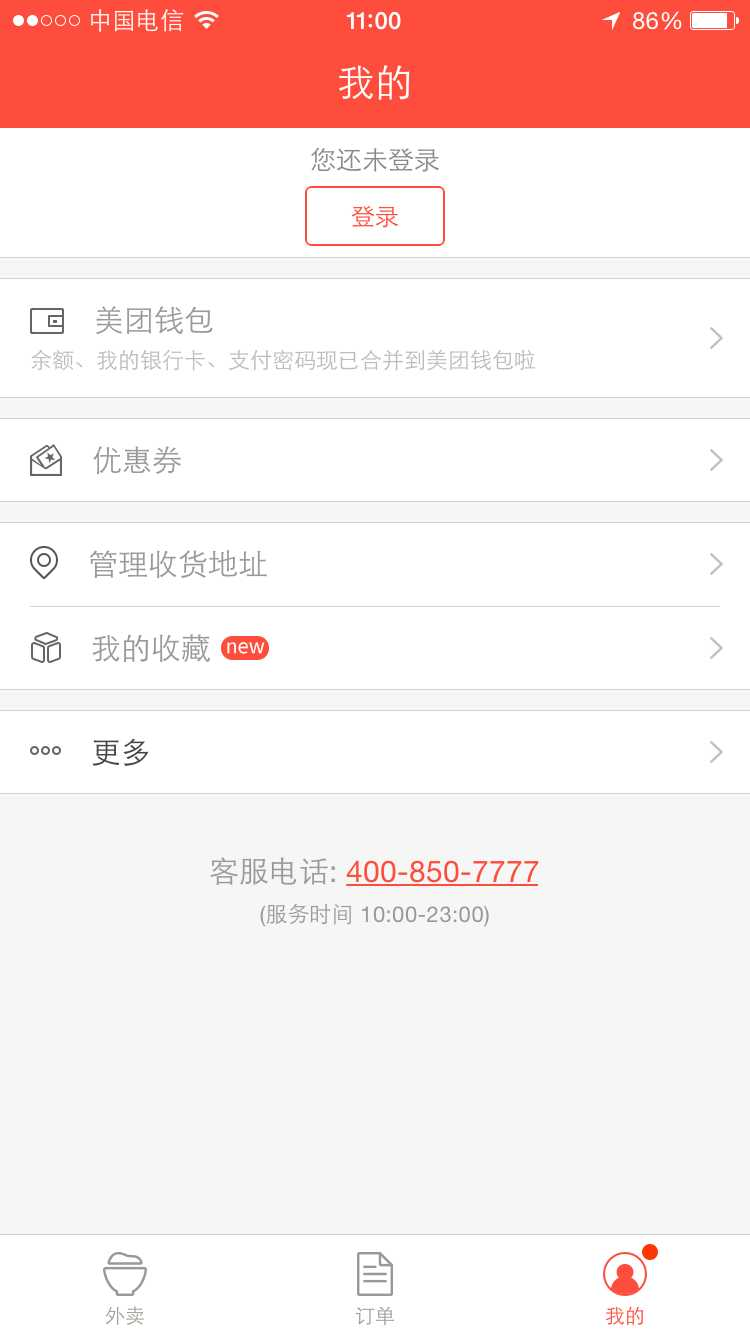 中国电信 11:00 86%
我的
您还未登录
登录
美团钱包
余额、我的银行卡、支付密码现已合并到美团钱包啦
优惠券
管理收货地址
我的收藏 new
更多
客服电话: 400-850-7777
(服务时间 10:00-23:00)
外卖 订单 我的